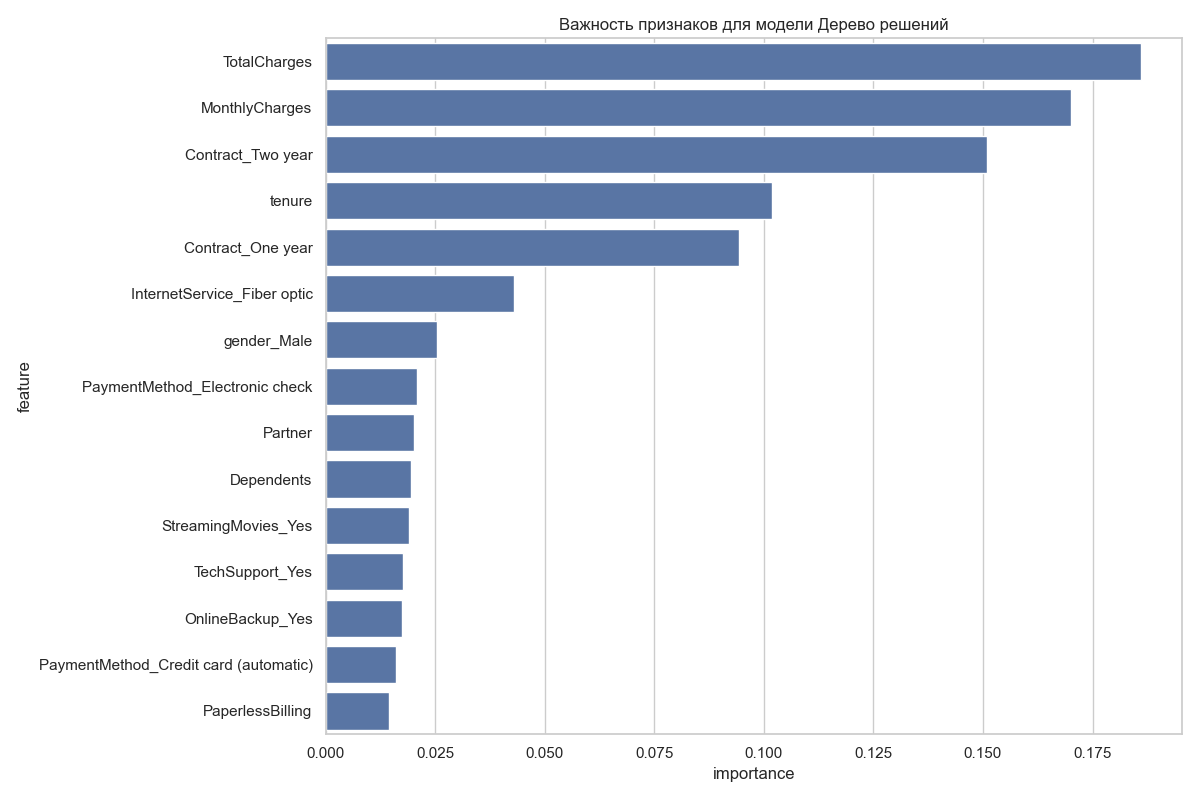 Важность признаков для модели Дерево решений
TotalCharges
MonthlyCharges
Contract_Two year
tenure
Contract_One year
InternetService_Fiber optic
gender_Male
PaymentMethod_Electronic check
Partner
Dependents
StreamingMovies_Yes
TechSupport_Yes
OnlineBackup_Yes
PaymentMethod_Credit card (automatic)
PaperlessBilling
feature
0.000 0.025 0.050 0.075 0.100 0.125 0.150 0.175
importance